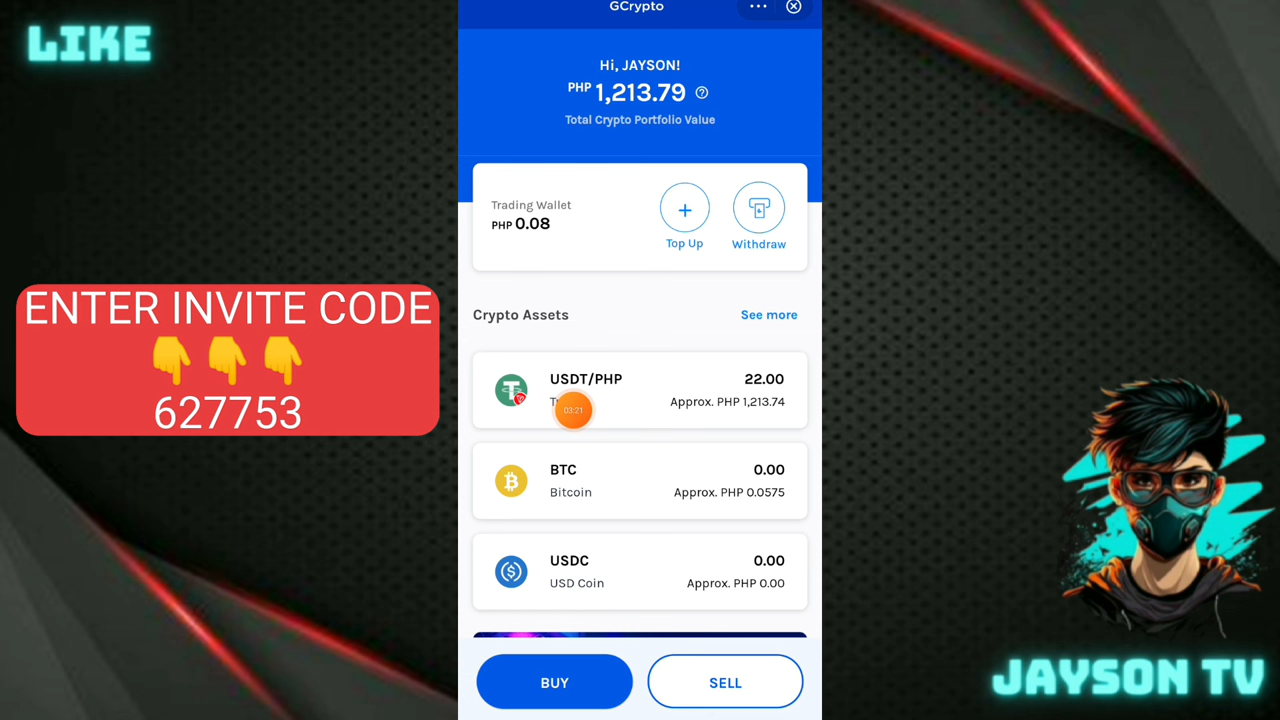 LIKE
GCrypto
Hi, JAYSON!
PHP 1,213.79
Total Crypto Portfolio Value
Trading Wallet
PHP 0.08
Top Up
Withdraw
ENTER INVITE CODE
👇👇👇
627753
Crypto Assets
See more
USDT/PHP
22.00
03:21
Approx. PHP 1,213.74
BTC
0.00
Bitcoin
Approx. PHP 0.0575
USDC
0.00
USD Coin
Approx. PHP 0.00
BUY
SELL
JAYSON TV